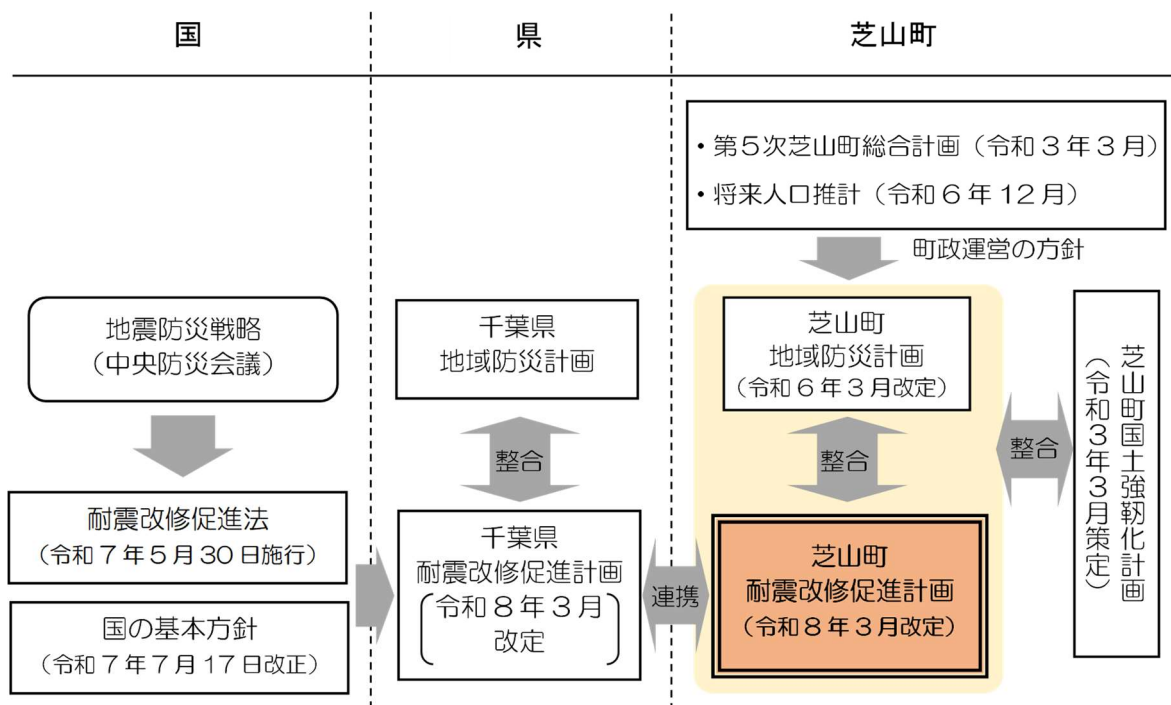 国
県
芝山町
・第５次芝山町総合計画（令和３年３月）
・将来人口推計（令和６年12月）
町政運営の方針
地震防災戦略
（中央防災会議）
耐震改修促進法
（令和７年５月30日施行）
国の基本方針
（令和７年７月17日改正）
千葉県
地域防災計画
整合
千葉県
耐震改修促進計画
令和８年３月
改定
連携
芝山町
地域防災計画
（令和６年３月改定）
整合
芝山町
耐震改修促進計画
（令和８年３月改定）
整合
芝山町国土強靭化計画
（令和３年３月策定）